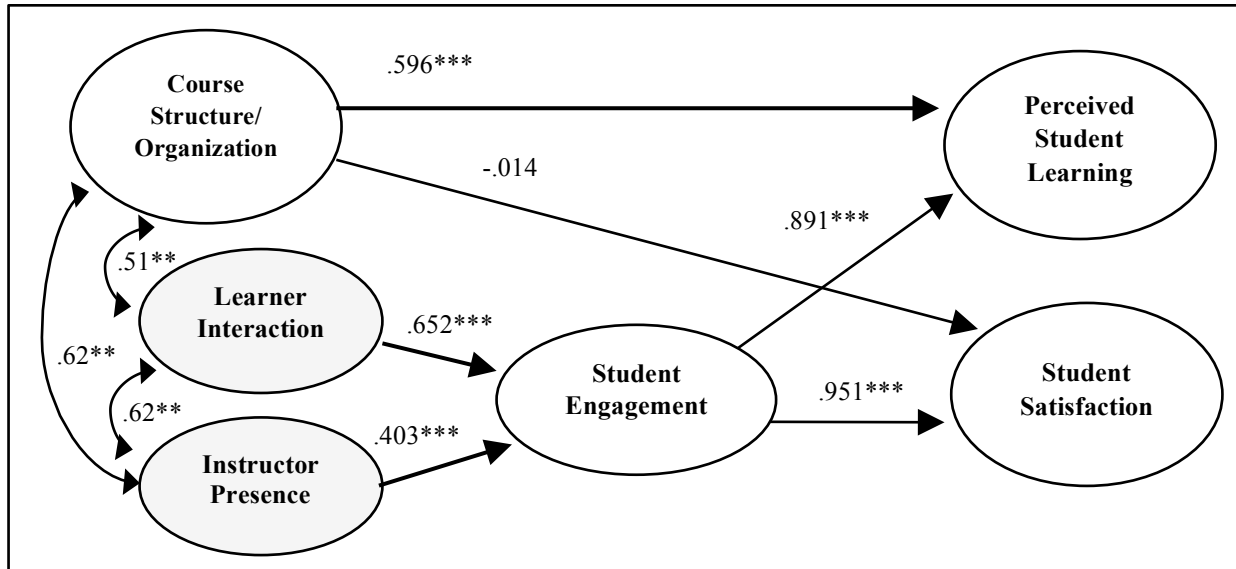 .596***
Course
Structure/
Organization
Perceived
Student
Learning
-.014
.891***
.51**
Learner
Interaction
.652***
.62**
.62**
Student
Engagement
.951***
Student
Satisfaction
.403***
Instructor
Presence